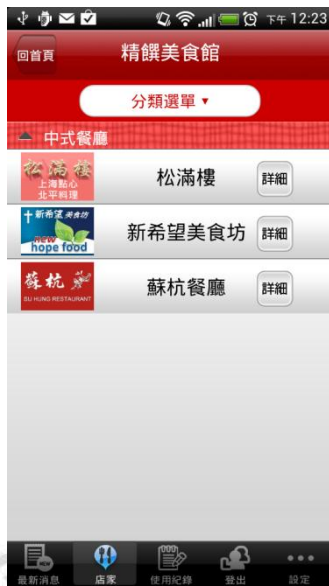 下午 12:23
回首頁
精饌美食館
分類選單 ▾
中式餐廳
松滿樓
上海點心
北平料理
松滿樓
詳細
新希望美食坊
new
hope food
新希望美食坊
詳細
蘇杭
SU HUNG RESTAURANT
蘇杭餐廳
詳細
最新消息
店家
使用紀錄
登出
設定